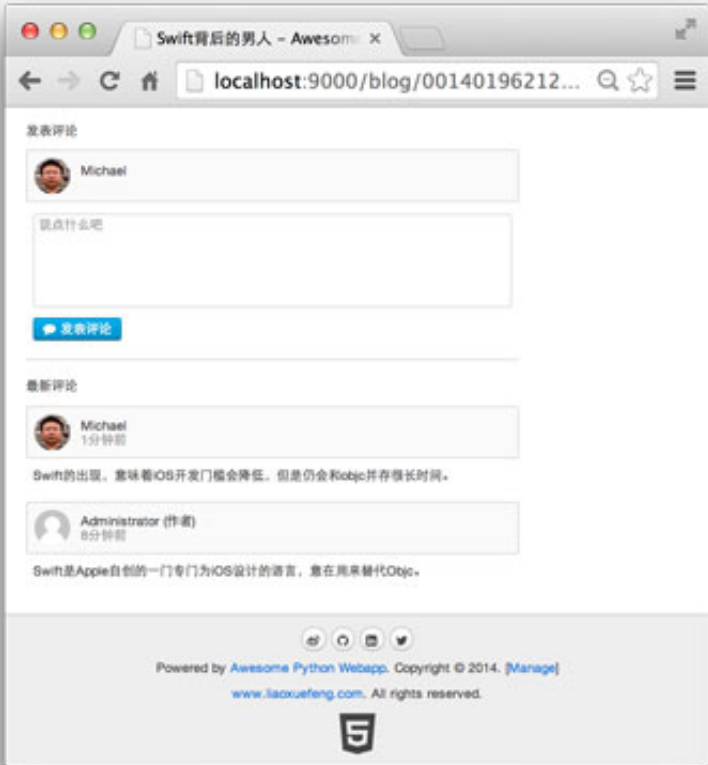 Swift背后的男人 – Awesom
localhost:9000/blog/00140196212...
发表评论
Michael
说点什么吧
发表评论
最新评论
Michael
1分钟前
Swift的出现，意味着iOS开发门槛会降低，但是仍会和objc并存很长时间。
Administrator (作者)
8分钟前
Swift是Apple自创的一门专门为iOS设计的语言，意在用来替代Objc。
Powered by Awesome Python Webapp. Copyright © 2014. [Manage]
www.liaoxuefeng.com. All rights reserved.